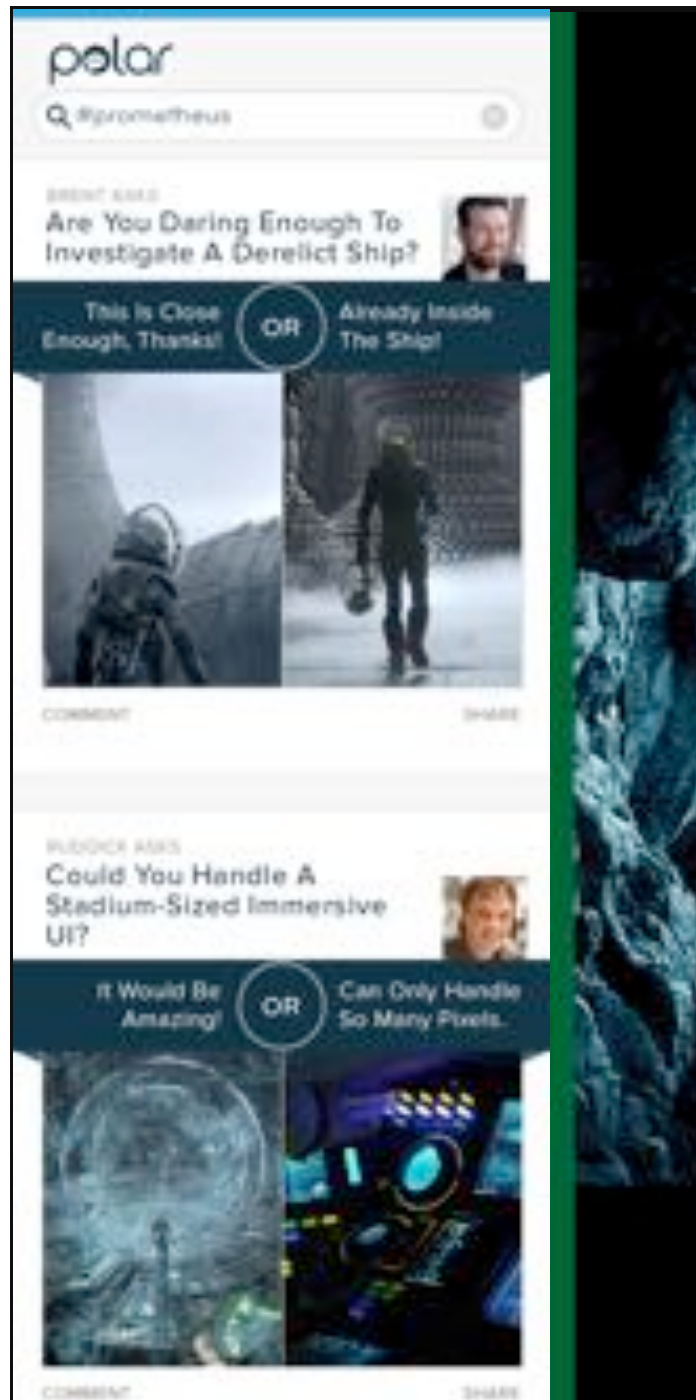 polar
#prometheus
BRENT ASKS
Are You Daring Enough To
Investigate A Derelict Ship?
This Is Close
Enough, Thanks!
OR
Already Inside
The Ship!
COMMENT
SHARE
RUDDICK ASKS
Could You Handle A
Stadium-Sized Immersive
UI?
It Would Be
Amazing!
OR
Can Only Handle
So Many Pixels.
COMMENT
SHARE